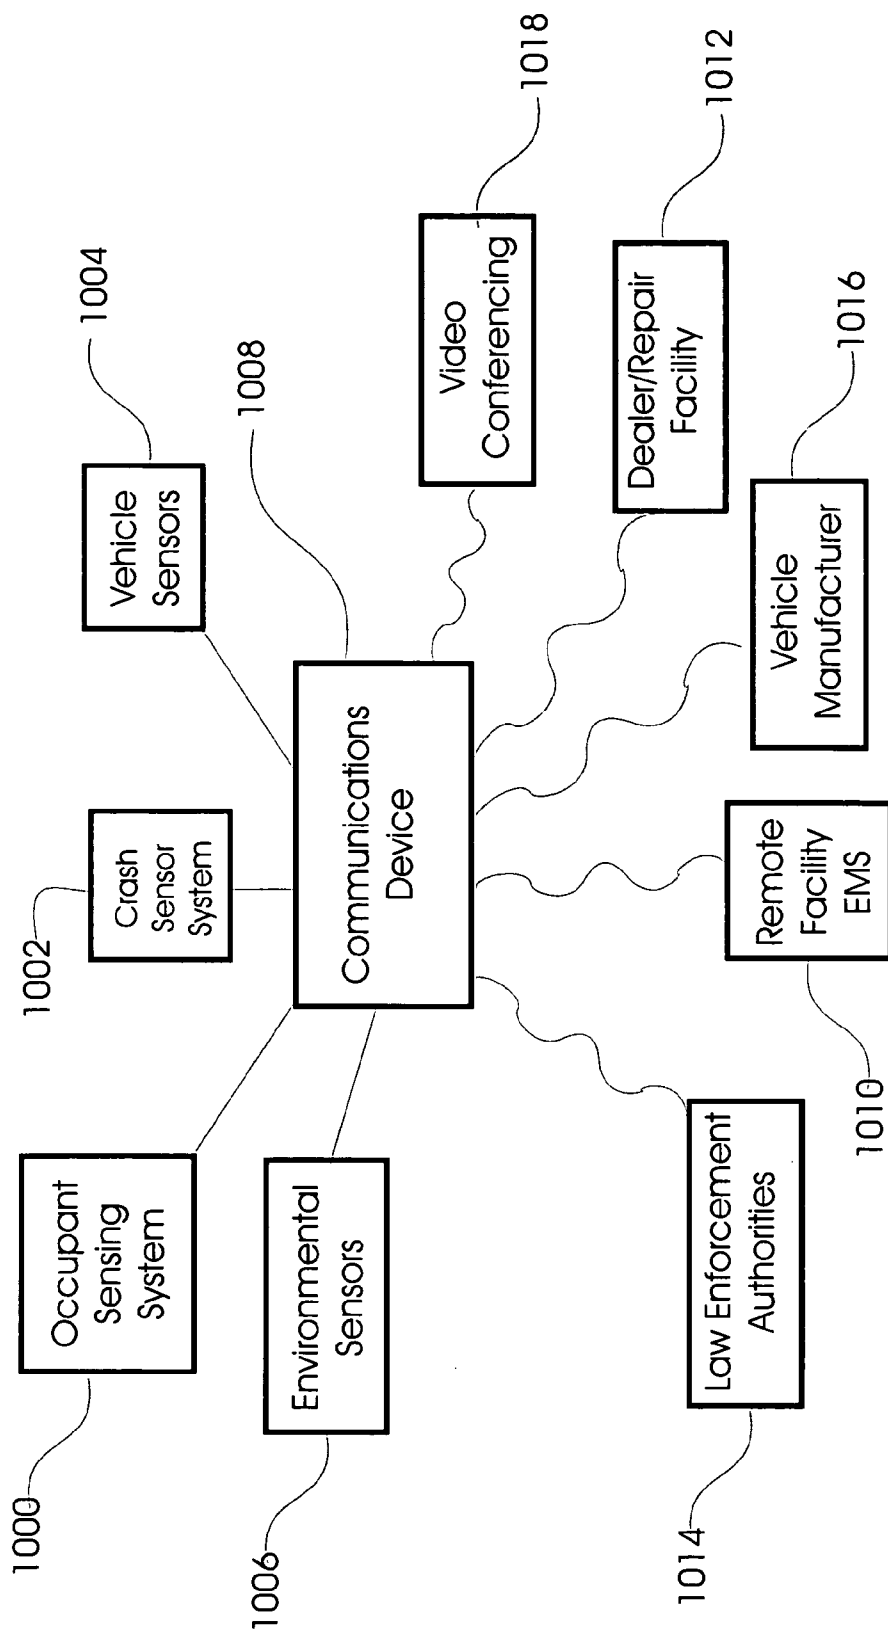 1000
Occupant
Sensing
System
1002
Crash
Sensor
System
Vehicle
Sensors
1004
1006
Environmental
Sensors
Communications
Device
1008
Video
Conferencing
1018
Dealer/Repair
Facility
1012
Vehicle
Manufacturer
1016
Remote
Facility
EMS
1010
Law Enforcement
Authorities
1014